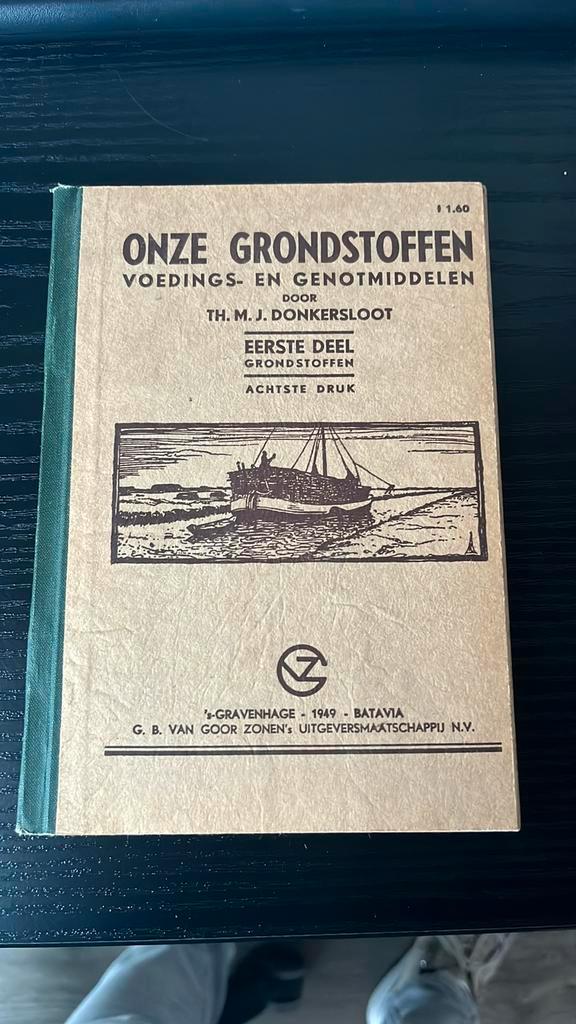 f 1.60
ONZE GRONDSTOFFEN
VOEDINGS- EN GENOTMIDDELEN
DOOR
TH. M. J. DONKERSLOOT
EERSTE DEEL
GRONDSTOFFEN
ACHTSTE DRUK
GVZ
's-GRAVENHAGE - 1949 - BATAVIA
G. B. VAN GOOR ZONEN's UITGEVERSMAATSCHAPPIJ N.V.